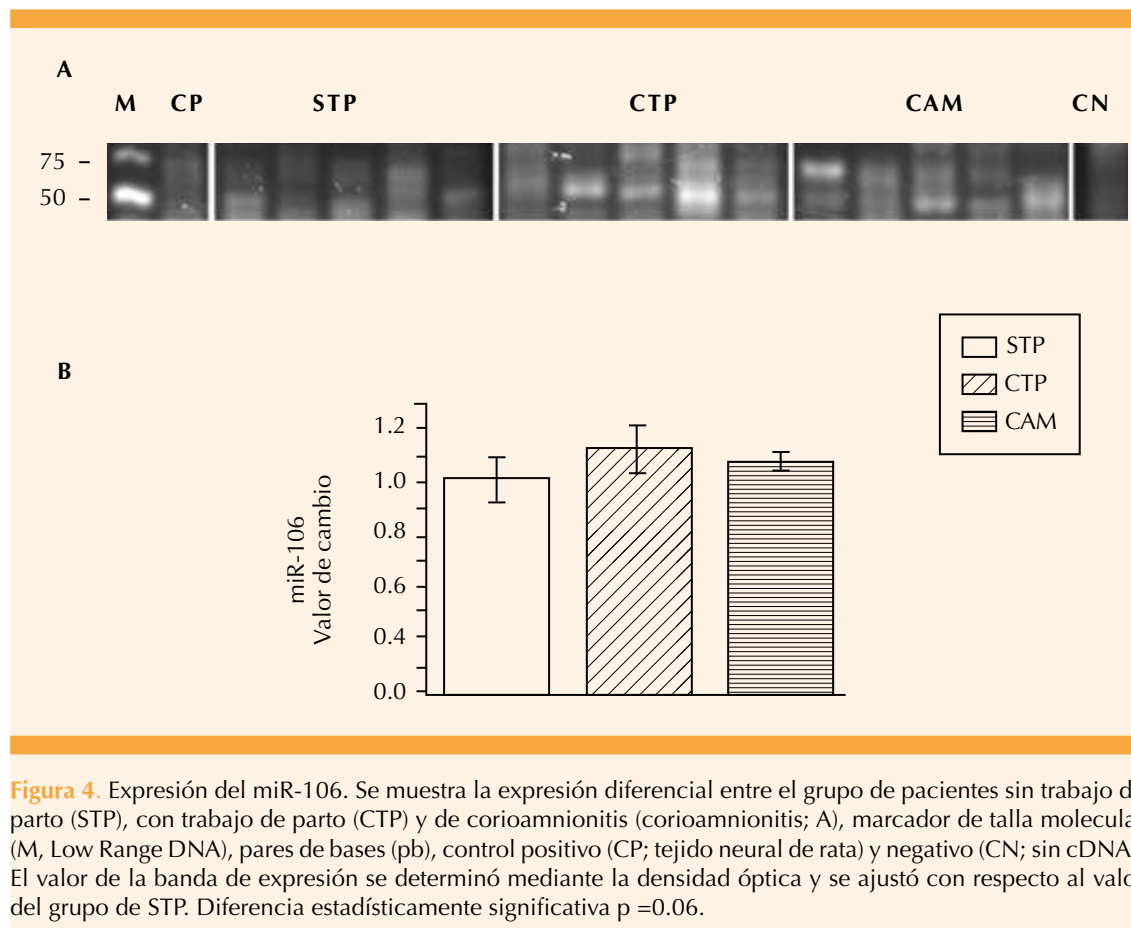 A
M CP STP CTP CAM CN
75 –
50 –
STP
CTP
CAM
B
1.2
1.0
0.8
0.6
0.4
0.0
miR-106
Valor de cambio
Figura 4. Expresión del miR-106. Se muestra la expresión diferencial entre el grupo de pacientes sin trabajo d
parto (STP), con trabajo de parto (CTP) y de corioamnionitis (corioamnionitis; A), marcador de talla molecula
(M, Low Range DNA), pares de bases (pb), control positivo (CP; tejido neural de rata) y negativo (CN; sin cDNA
El valor de la banda de expresión se determinó mediante la densidad óptica y se ajustó con respecto al valo
del grupo de STP. Diferencia estadísticamente significativa p =0.06.